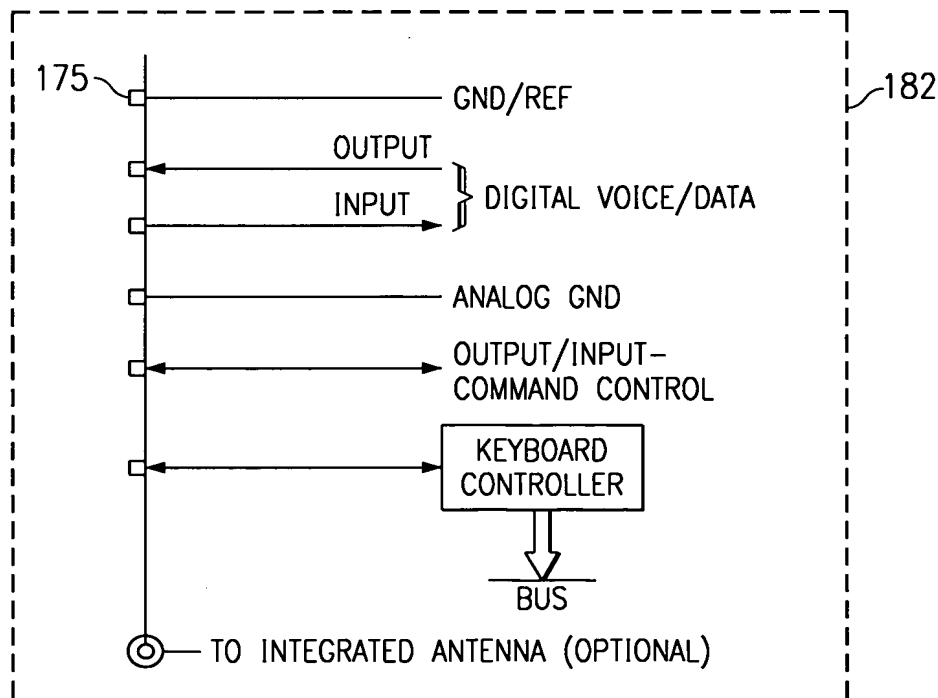 175
GND/REF
182
OUTPUT
INPUT
DIGITAL VOICE/DATA
ANALOG GND
OUTPUT/INPUT-
COMMAND CONTROL
KEYBOARD
CONTROLLER
BUS
TO INTEGRATED ANTENNA (OPTIONAL)